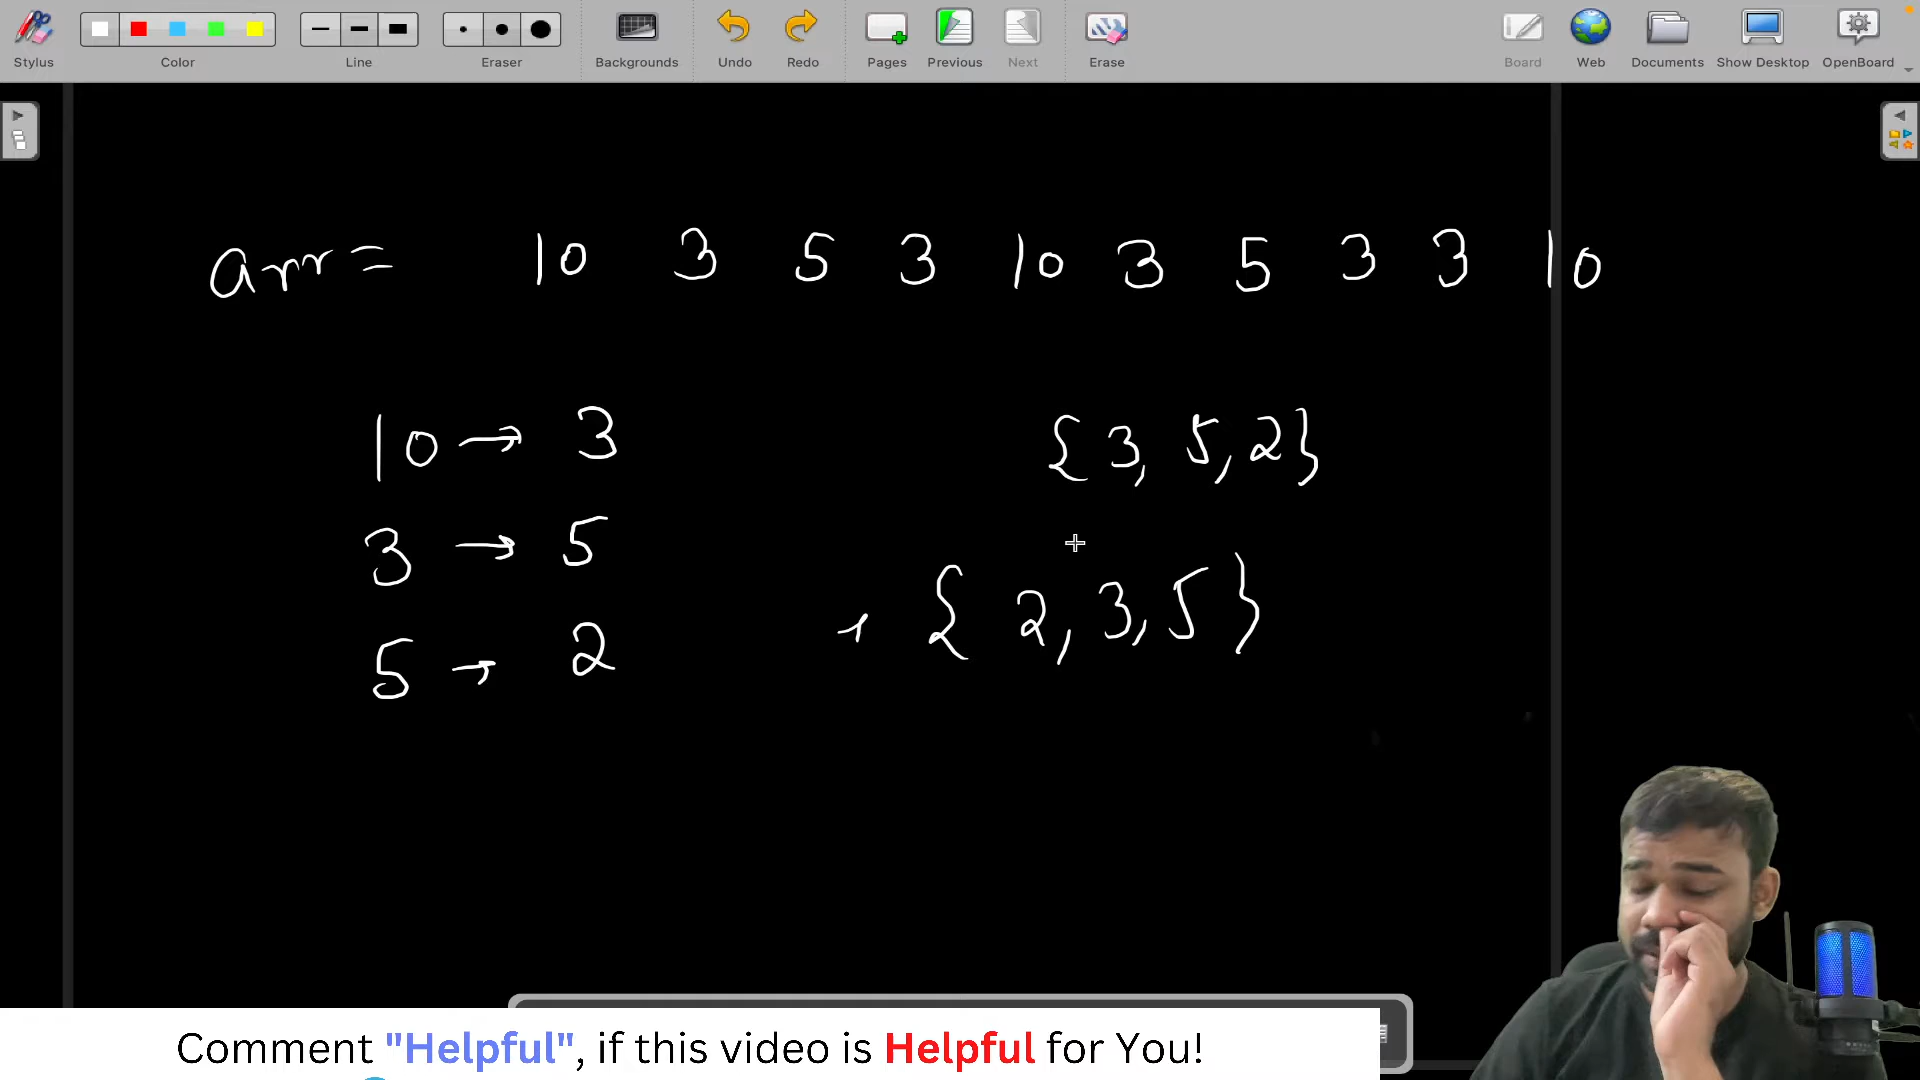 Stylus Color Line Eraser Backgrounds Undo Redo Pages Previous Next Erase Board Web Documents Show Desktop OpenBoard
arr = 10 3 5 3 10 3 5 3 3 10
10 → 3 {3, 5, 2}
3 → 5
5 → 2 { 2, 3, 5 }
Comment "Helpful", if this video is Helpful for You!